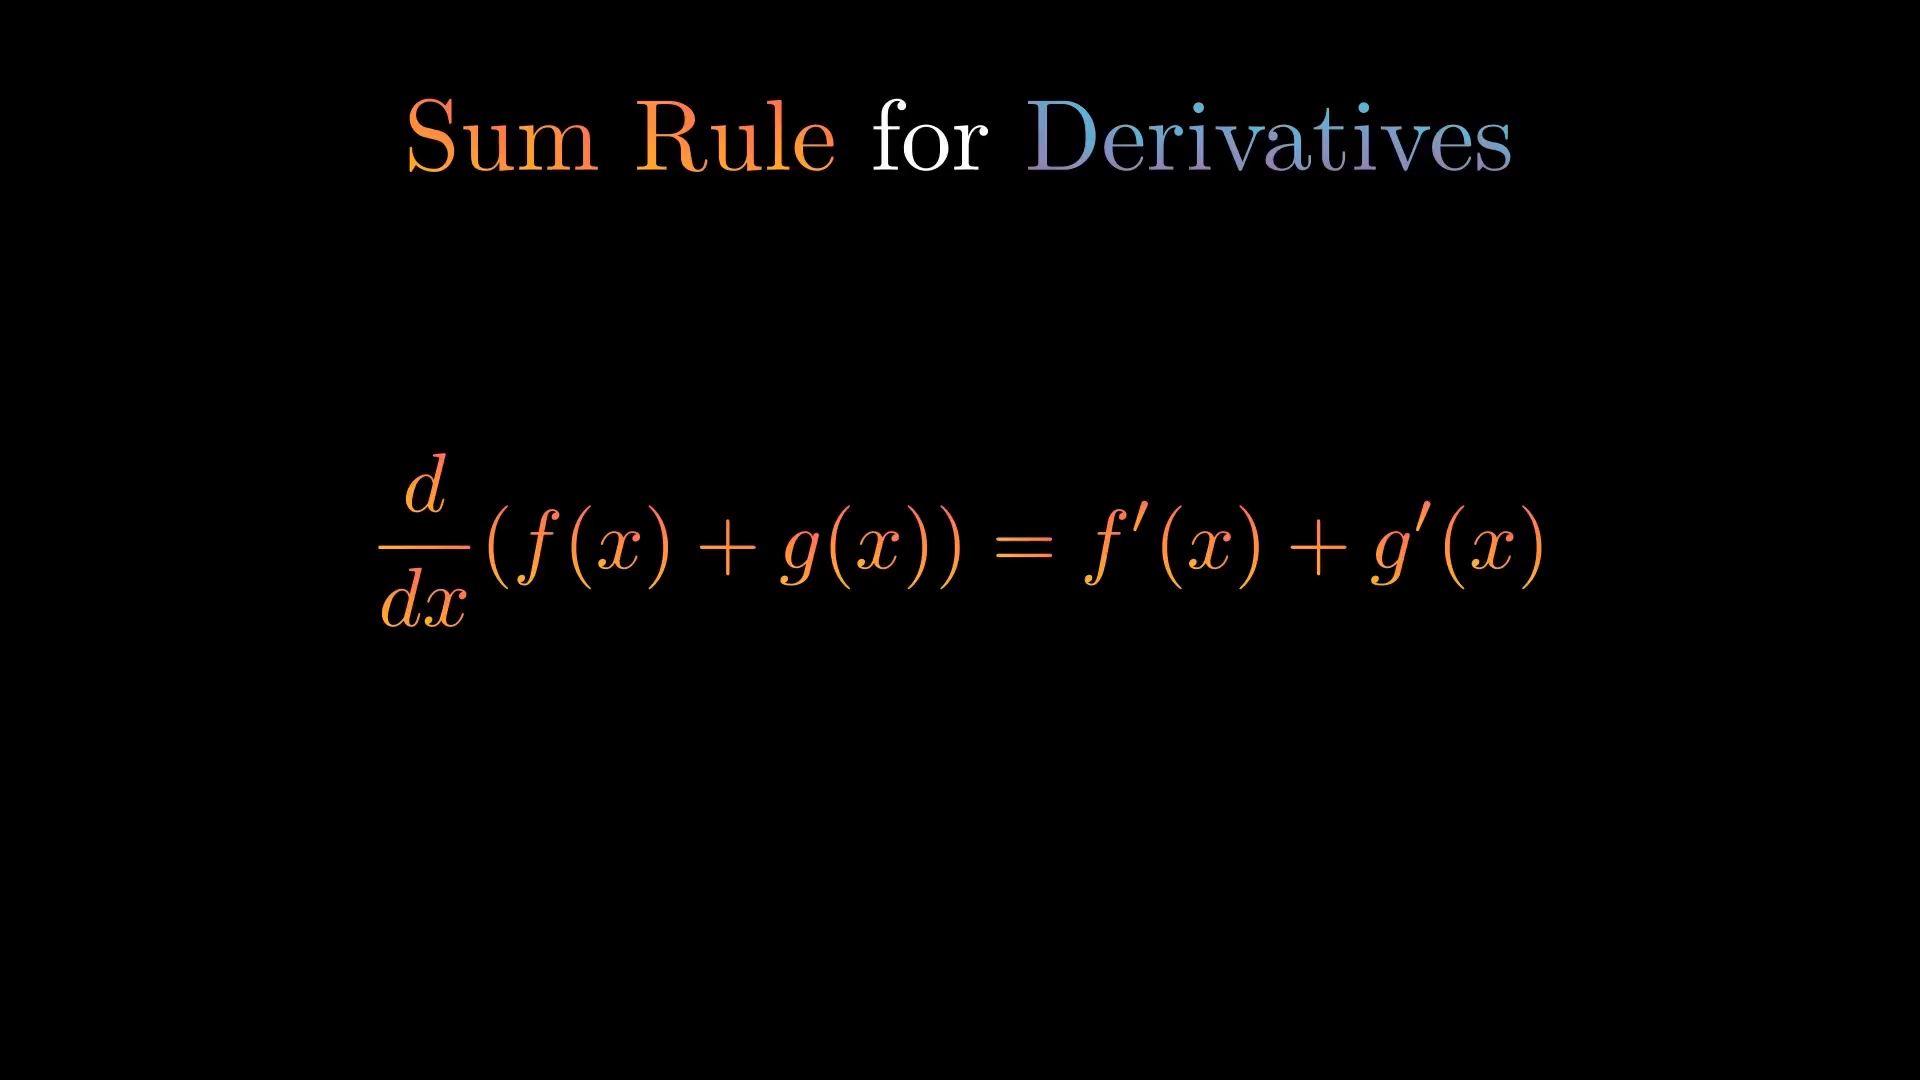 Sum Rule for Derivatives
d/dx (f(x) + g(x)) = f′(x) + g′(x)